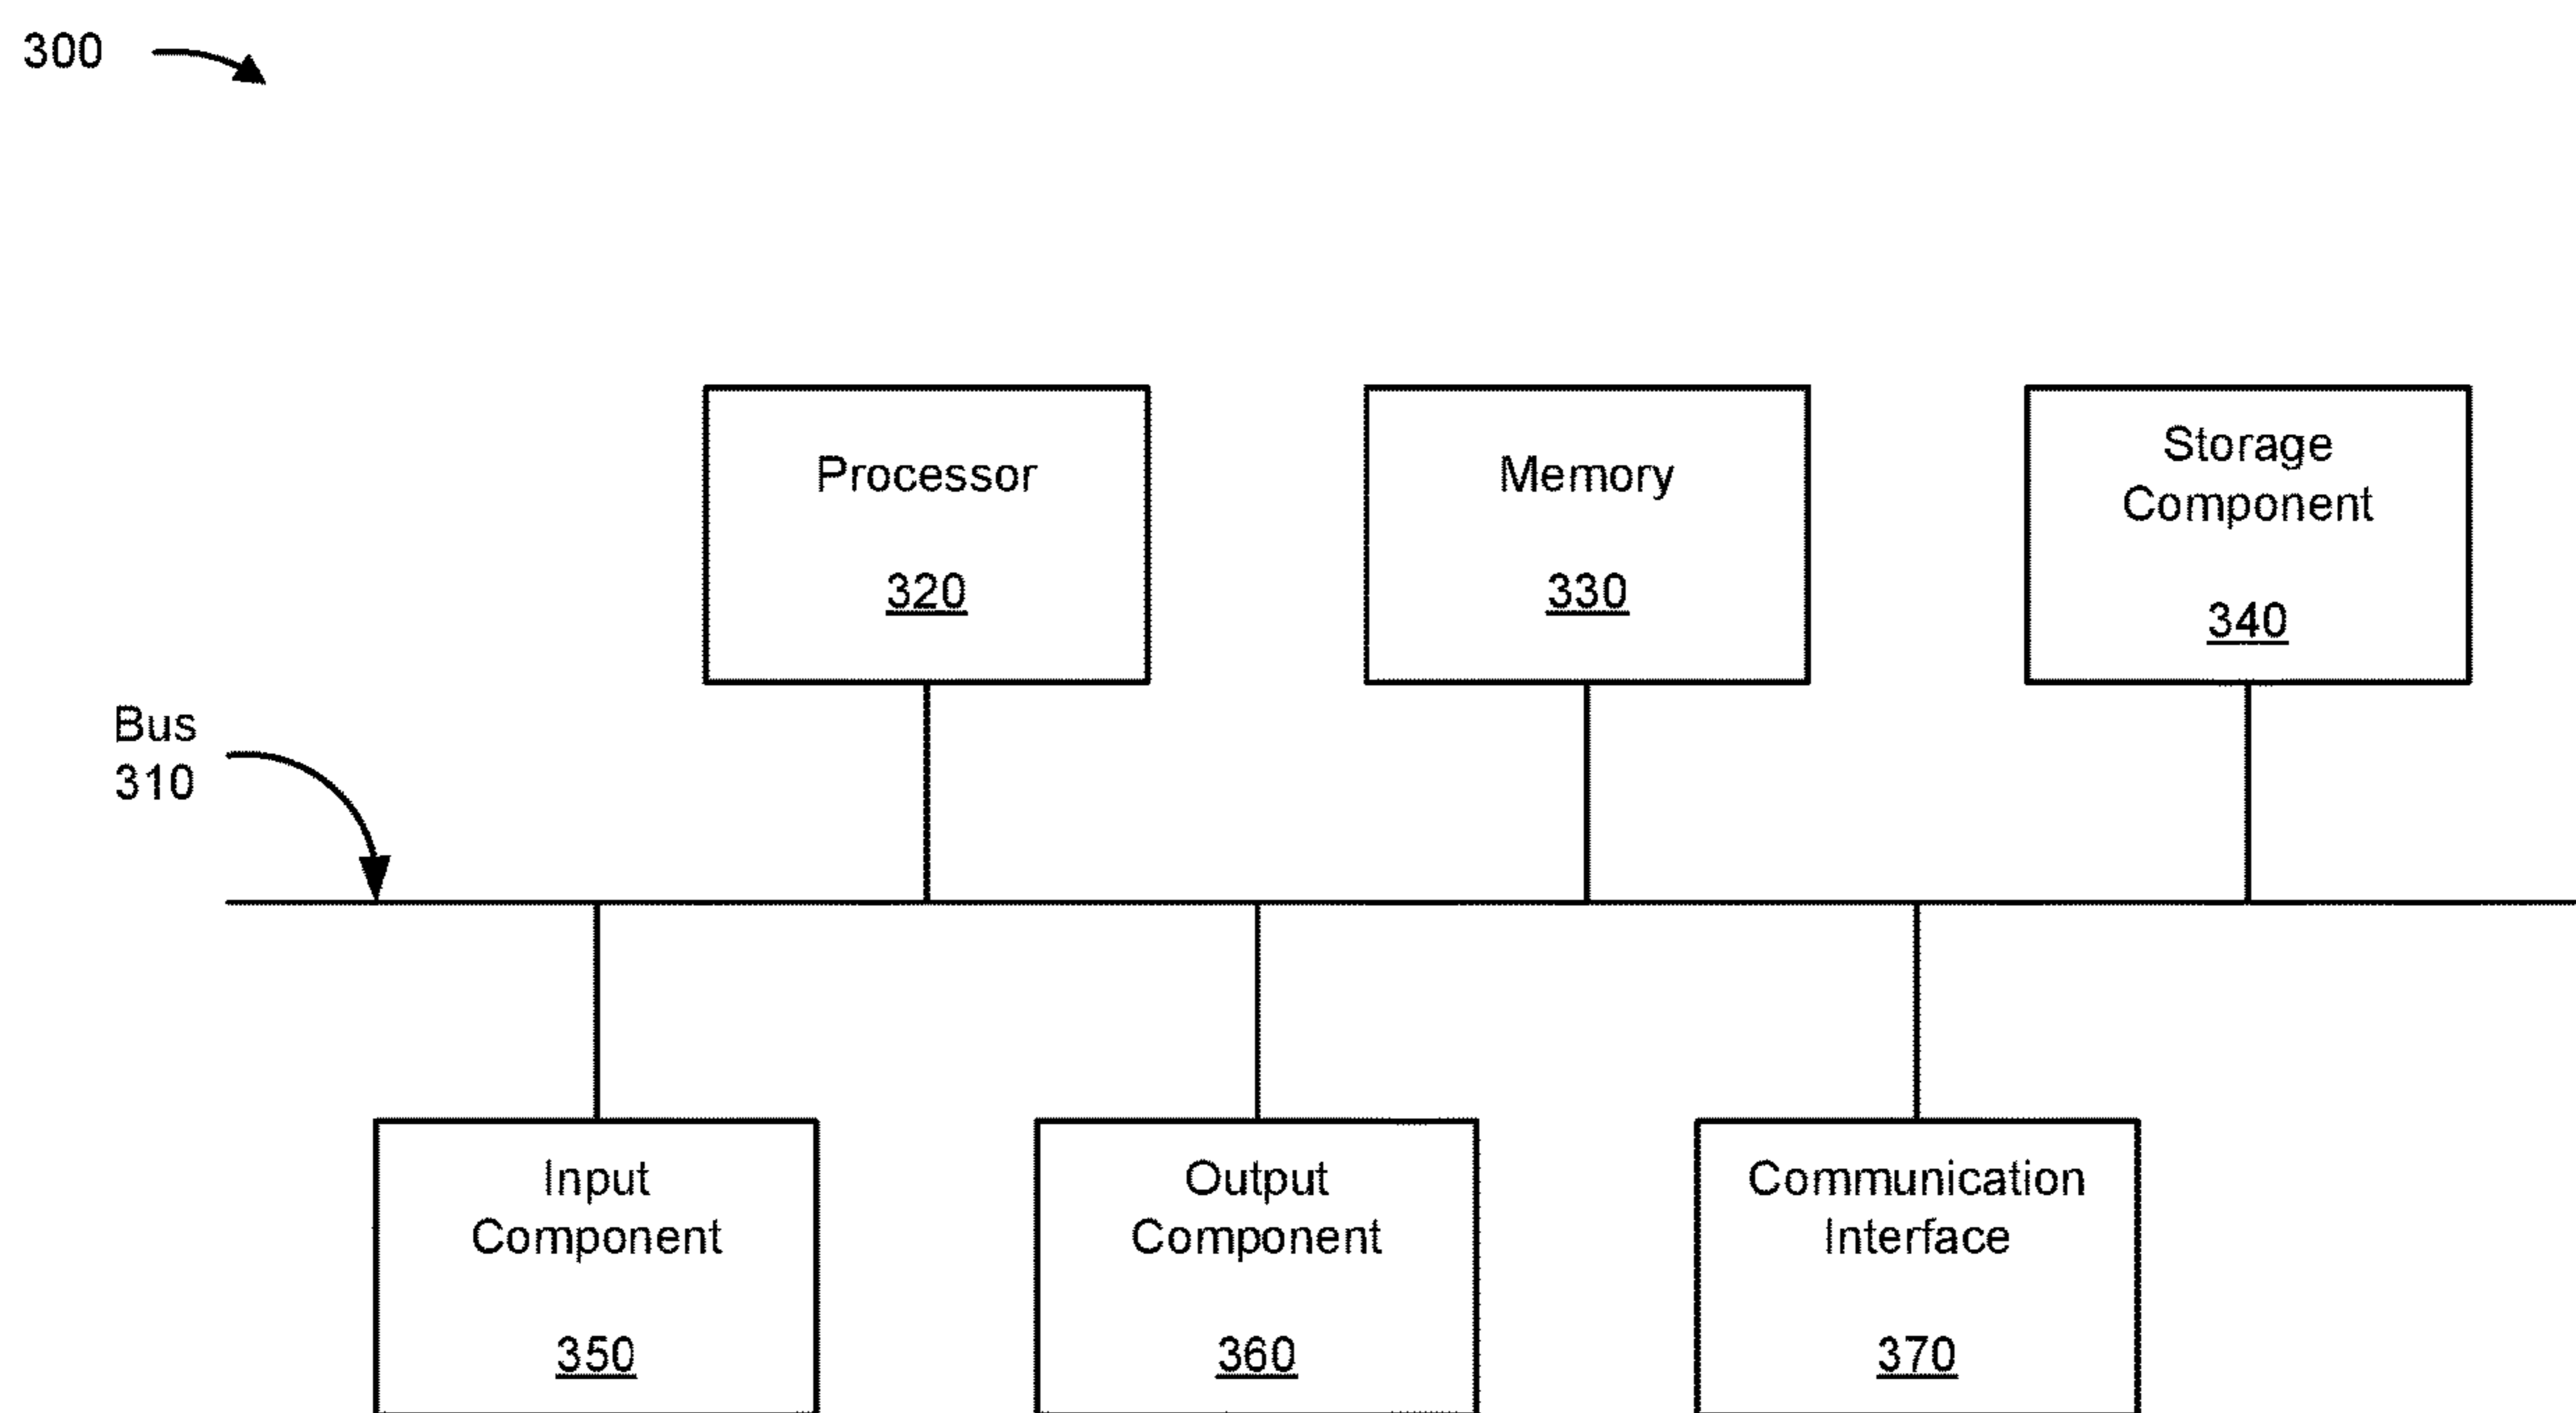 300
Processor
320
Memory
330
Storage
Component
340
Bus
310
Input
Component
350
Output
Component
360
Communication
Interface
370